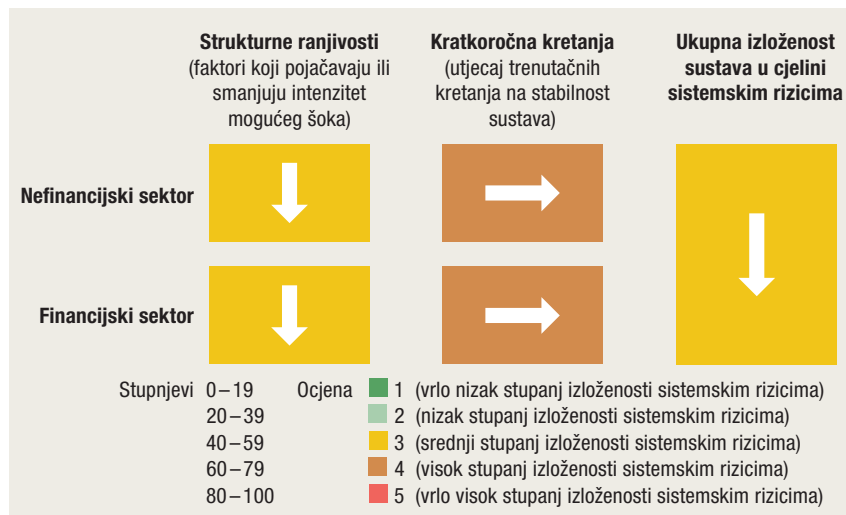 Strukturne ranjivosti
(faktori koji pojačavaju ili
smanjuju intenzitet
mogućeg šoka)
Kratkoročna kretanja
(utjecaj trenutačnih
kretanja na stabilnost
sustava)
Ukupna izloženost
sustava u cjelini
sistemskim rizicima
Nefinancijski sektor
Financijski sektor
Stupnjevi 0–19 Ocjena 1 (vrlo nizak stupanj izloženosti sistemskim rizicima)
20–39 2 (nizak stupanj izloženosti sistemskim rizicima)
40–59 3 (srednji stupanj izloženosti sistemskim rizicima)
60–79 4 (visok stupanj izloženosti sistemskim rizicima)
80–100 5 (vrlo visok stupanj izloženosti sistemskim rizicima)